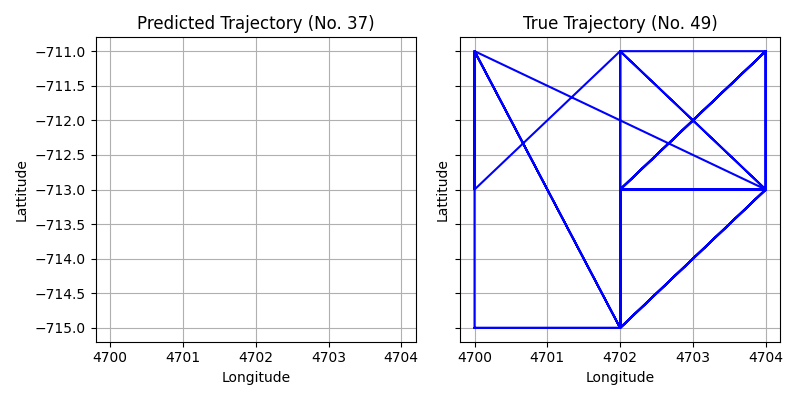 Predicted Trajectory (No. 37)
True Trajectory (No. 49)
Lattitude
−711.0
−711.5
−712.0
−712.5
−713.0
−713.5
−714.0
−714.5
−715.0
4700 4701 4702 4703 4704
Longitude
Lattitude
4700 4701 4702 4703 4704
Longitude